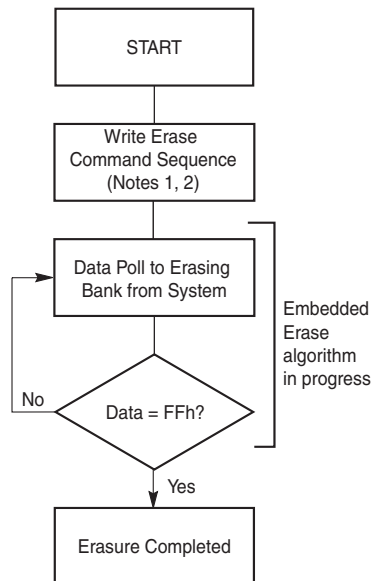 START
Write Erase
Command Sequence
(Notes 1, 2)
Data Poll to Erasing
Bank from System
Embedded
Erase
algorithm
in progress
No
Data = FFh?
Yes
Erasure Completed